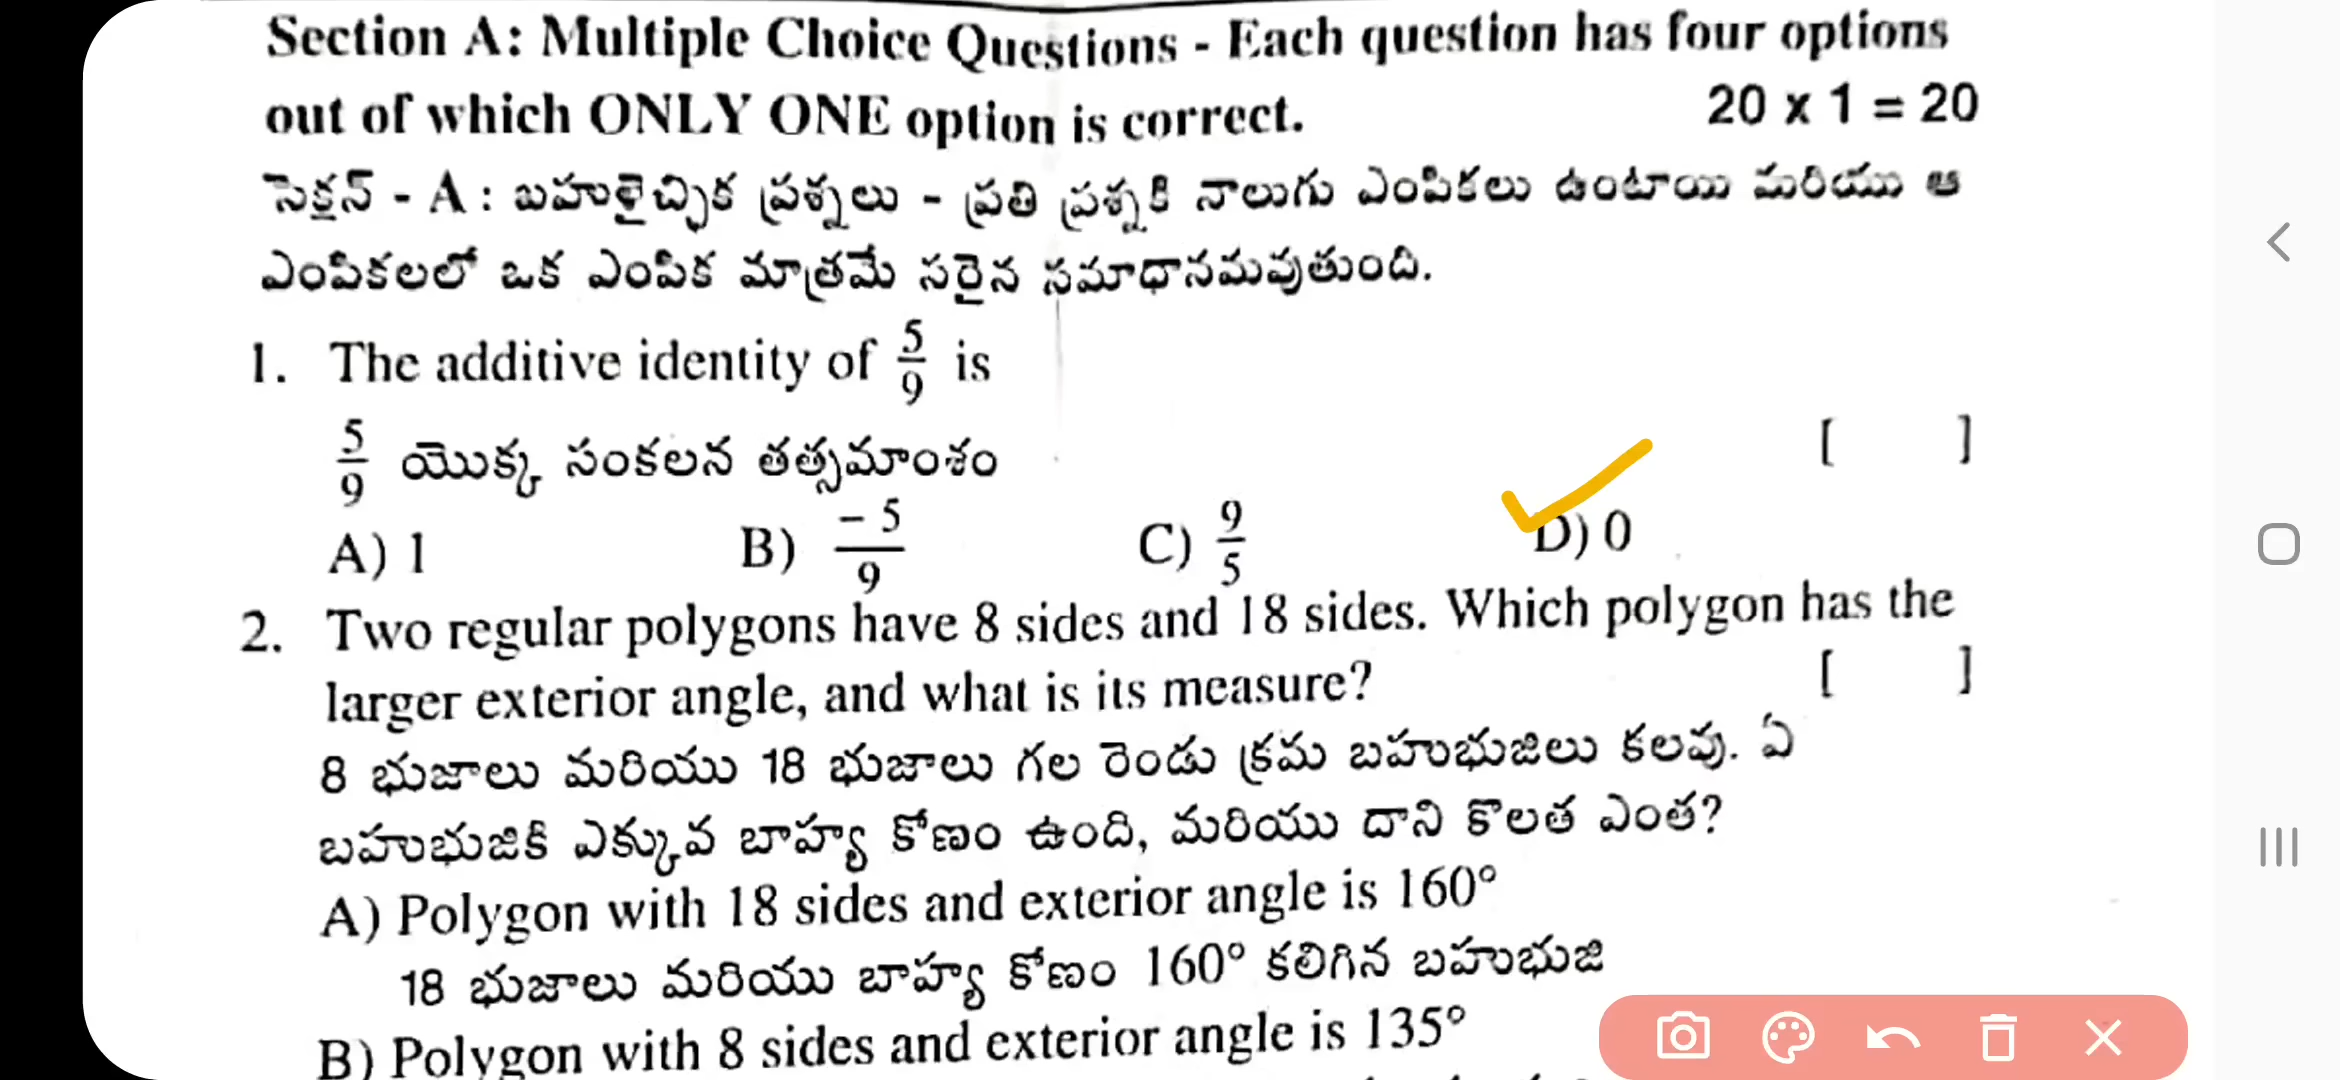 Section A: Multiple Choice Questions - Each question has four options
out of which ONLY ONE option is correct. 20 x 1 = 20
సెక్షన్ - A : బహుళైచ్ఛిక ప్రశ్నలు - ప్రతి ప్రశ్నకి నాలుగు ఎంపికలు ఉంటాయి మరియు ఆ
ఎంపికలలో ఒక ఎంపిక మాత్రమే సరైన సమాధానమవుతుంది.
1. The additive identity of 5/9 is
5/9 యొక్క సంకలన తత్సమాంశం [ ]
A) 1 B) -5/9 C) 9/5 D) 0
2. Two regular polygons have 8 sides and 18 sides. Which polygon has the
larger exterior angle, and what is its measure? [ ]
8 భుజాలు మరియు 18 భుజాలు గల రెండు క్రమ బహుభుజిలు కలవు. ఏ
బహుభుజికి ఎక్కువ బాహ్య కోణం ఉంది, మరియు దాని కొలత ఎంత?
A) Polygon with 18 sides and exterior angle is 160°
18 భుజాలు మరియు బాహ్య కోణం 160° కలిగిన బహుభుజి
B) Polygon with 8 sides and exterior angle is 135°